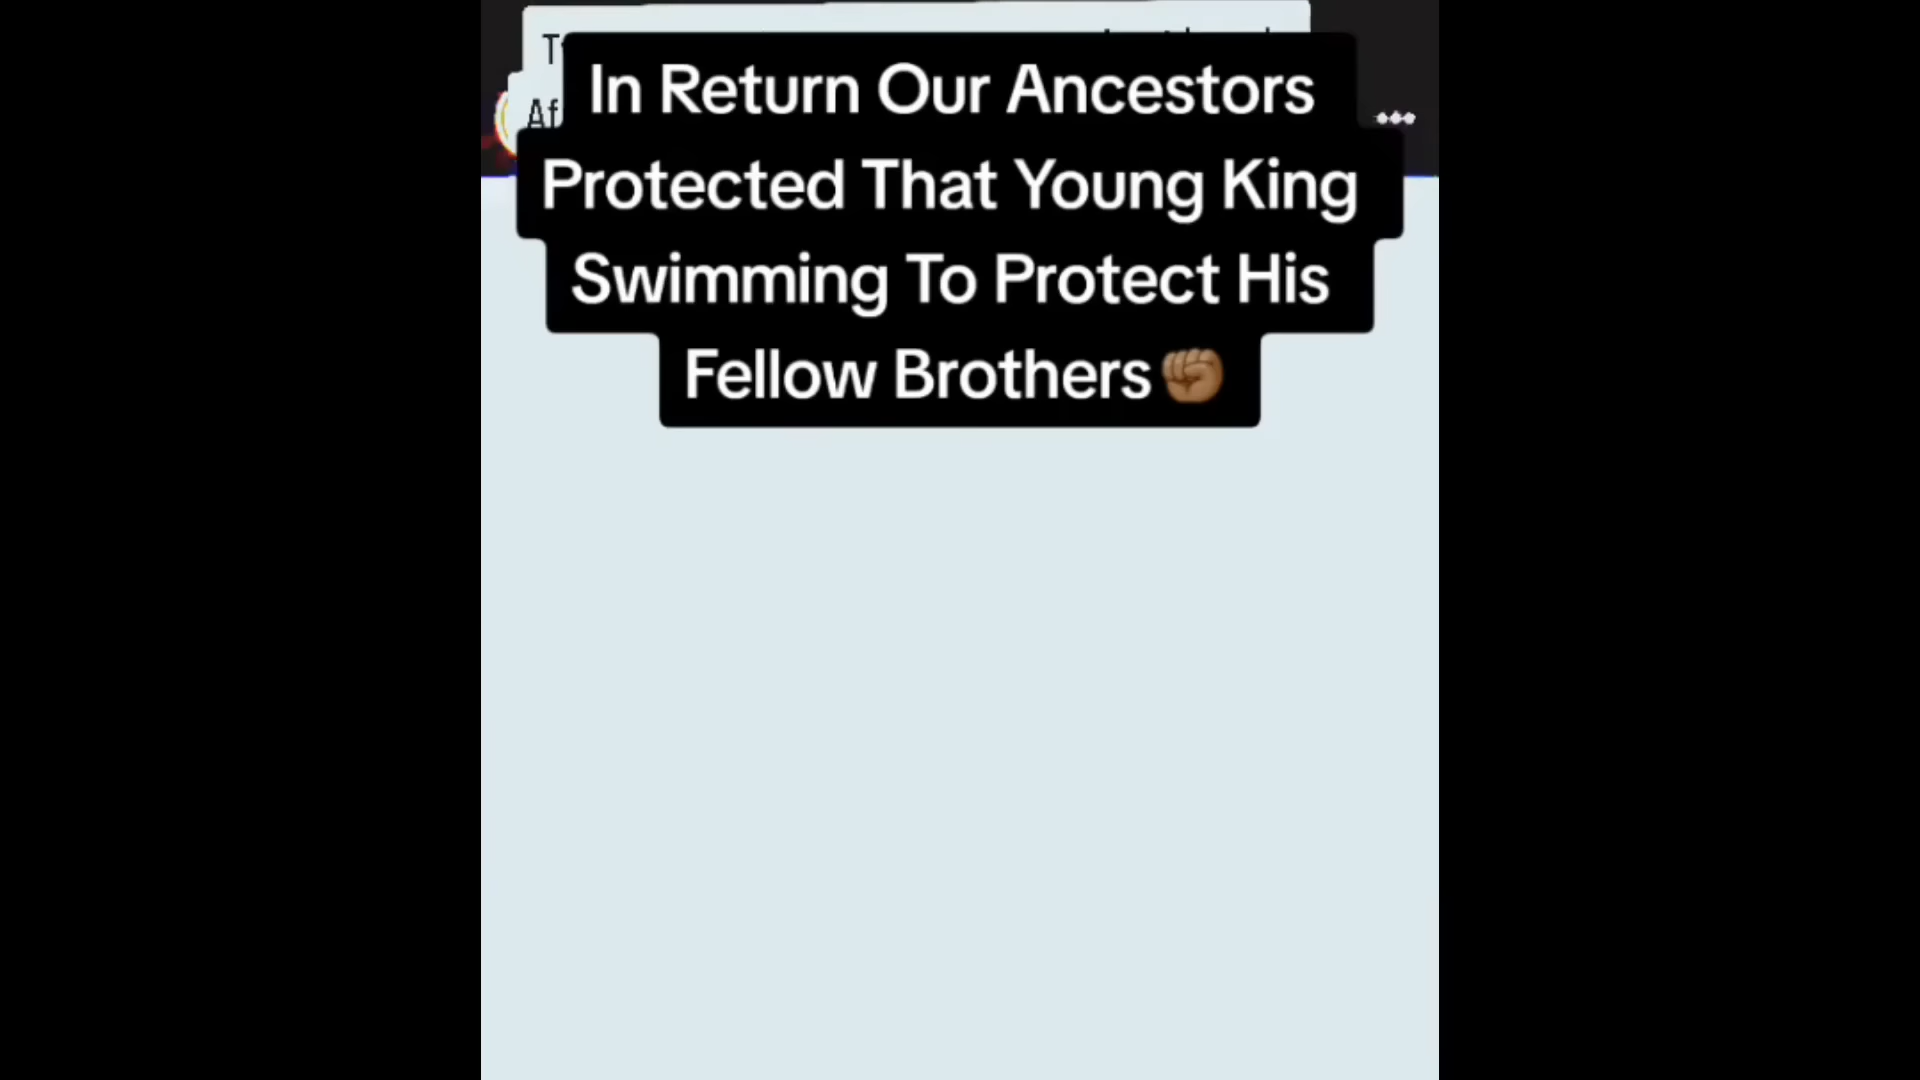 In Return Our Ancestors
Protected That Young King
Swimming To Protect His
Fellow Brothers✊🏾